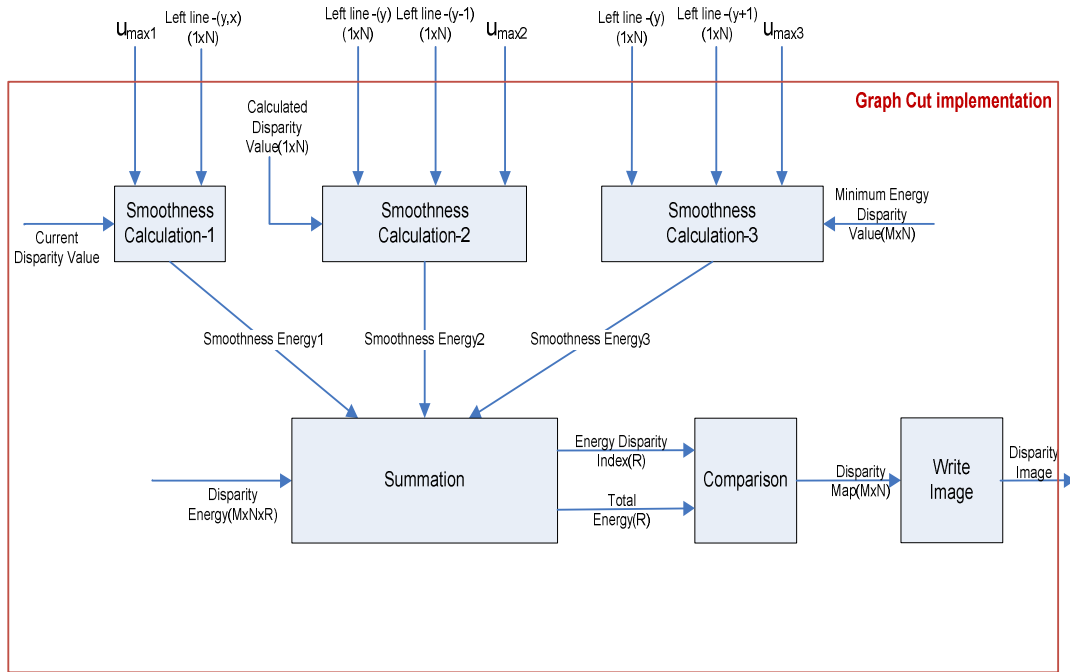 u_max1
Left line -(y,x)
(1xN)
Left line -(y)
(1xN)
Left line -(y-1)
(1xN)
u_max2
Left line -(y)
(1xN)
Left line -(y+1)
(1xN)
u_max3
Graph Cut implementation
Calculated
Disparity
Value(1xN)
Current
Disparity Value
Smoothness
Calculation-1
Smoothness
Calculation-2
Smoothness
Calculation-3
Minimum Energy
Disparity
Value(MxN)
Smoothness Energy1
Smoothness Energy2
Smoothness Energy3
Disparity
Energy(MxNxR)
Summation
Energy Disparity
Index(R)
Total
Energy(R)
Comparison
Disparity
Map(MxN)
Write
Image
Disparity
Image